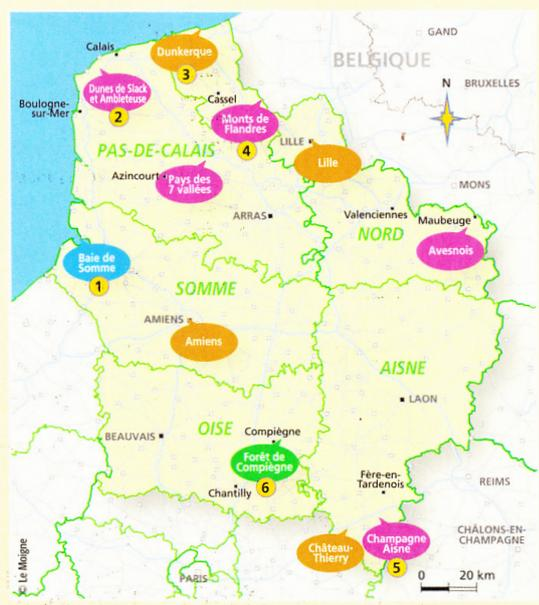 GAND
Calais
Dunkerque
BELGIQUE
3
N
BRUXELLES
Dunes de Slack
et Ambleteuse
Cassel
Boulogne-
sur-Mer
2
Monts de
Flandres
LILLE
4
PAS-DE-CALAIS
Lille
Azincourt
Pays des
7 vallées
MONS
ARRAS
Valenciennes
Maubeuge
NORD
Avesnois
Baie de
Somme
1
SOMME
AMIENS
Amiens
AISNE
LAON
OISE
Compiègne
BEAUVAIS
Forêt de
Compiègne
6
Chantilly
Fère-en-
Tardenois
REIMS
Château-
Thierry
Champagne
Aisne
5
CHÂLONS-EN-
CHAMPAGNE
PARIS
0 20 km
© Le Moigne